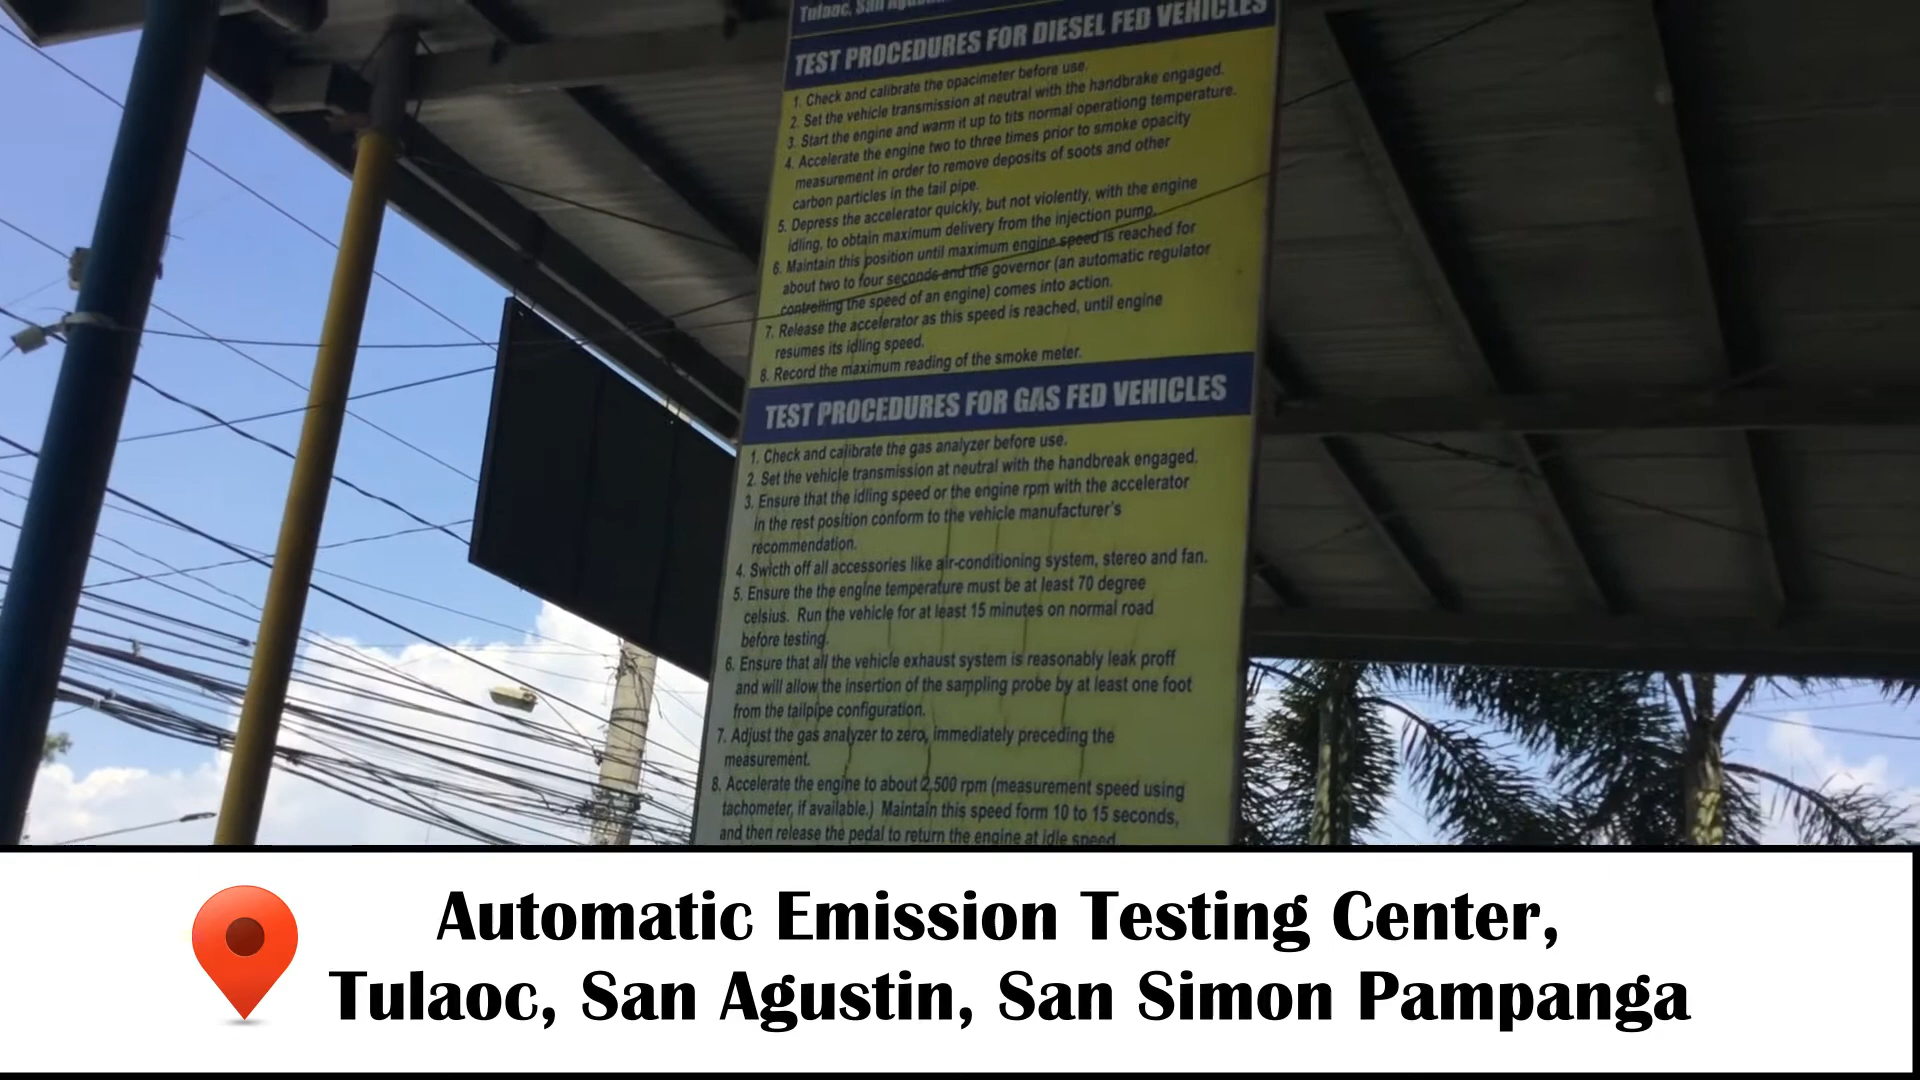 Tulaoc, San
TEST PROCEDURES FOR DIESEL FED VEHICLES
1. Check and calibrate the opacimeter before use.
2. Set the vehicle transmission at neutral with the handbrake engaged.
3. Start the engine and warm it up to tits normal operationg temperature.
4. Accelerate the engine two to three times prior to smoke opacity
measurement in order to remove deposits of soots and other
carbon particles in the tail pipe.
5. Depress the accelerator quickly, but not violently, with the engine
idling, to obtain maximum delivery from the injection pump.
6. Maintain this position until maximum engine speed is reached for
about two to four seconds and the governor (an automatic regulator
controlling the speed of an engine) comes into action.
7. Release the accelerator as this speed is reached, until engine
resumes its idling speed.
8. Record the maximum reading of the smoke meter.
TEST PROCEDURES FOR GAS FED VEHICLES
1. Check and calibrate the gas analyzer before use.
2. Set the vehicle transmission at neutral with the handbreak engaged.
3. Ensure that the idling speed or the engine rpm with the accelerator
in the rest position conform to the vehicle manufacturer's
recommendation.
4. Swicth off all accessories like air-conditioning system, stereo and fan.
5. Ensure the the engine temperature must be at least 70 degree
celsius. Run the vehicle for at least 15 minutes on normal road
before testing.
6. Ensure that all the vehicle exhaust system is reasonably leak proff
and will allow the insertion of the sampling probe by at least one foot
from the tailpipe configuration.
7. Adjust the gas analyzer to zero, immediately preceding the
measurement.
8. Accelerate the engine to about 2,500 rpm (measurement speed using
tachometer, if available.) Maintain this speed form 10 to 15 seconds,
and then release the pedal to return the engine at idle speed
Automatic Emission Testing Center,
Tulaoc, San Agustin, San Simon Pampanga